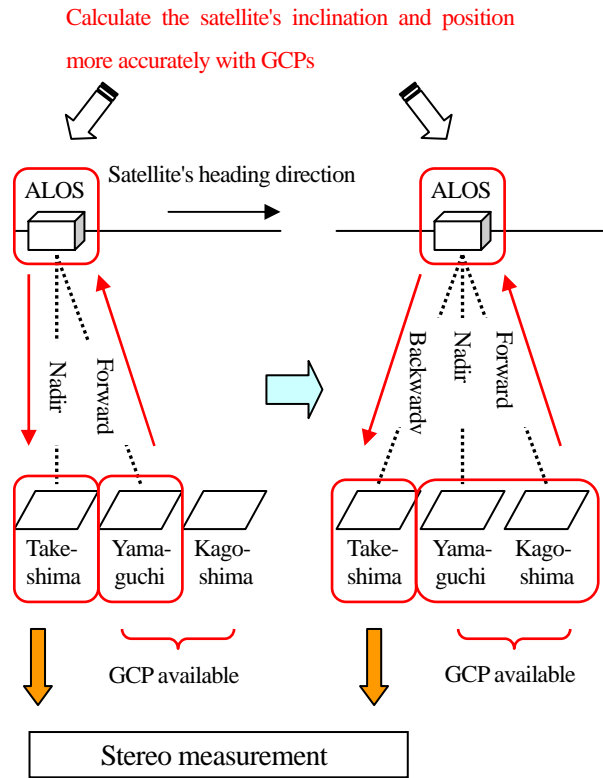 Calculate the satellite's inclination and position
more accurately with GCPs
ALOS
Satellite's heading direction
ALOS
Nadir
Forward
Backwardy
Nadir
Forward
Take-
shima
Yama-
guchi
Kago-
shima
Take-
shima
Yama-
guchi
Kago-
shima
GCP available
GCP available
Stereo measurement